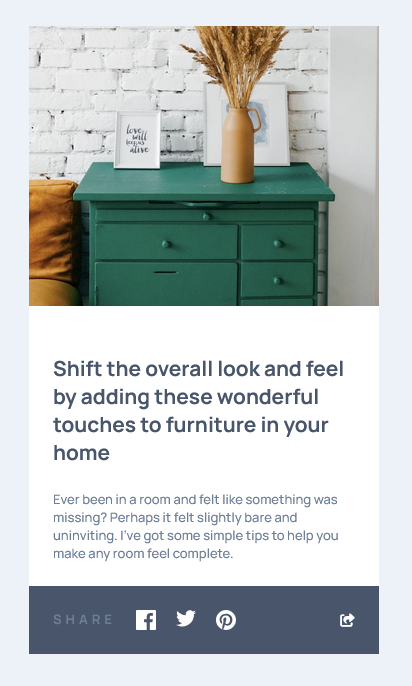 love
will
keep us
alive
Shift the overall look and feel
by adding these wonderful
touches to furniture in your
home
Ever been in a room and felt like something was
missing? Perhaps it felt slightly bare and
uninviting. I've got some simple tips to help you
make any room feel complete.
SHARE